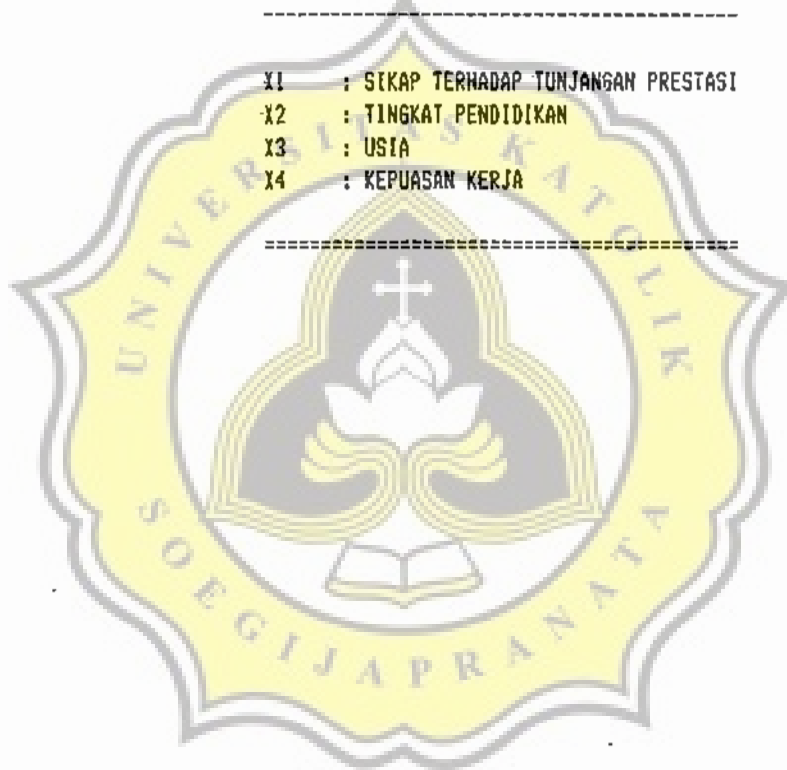 ----------------------------------------------------
X1 : SIKAP TERHADAP TUNJANGAN PRESTASI
X2 : TINGKAT PENDIDIKAN
X3 : USIA
X4 : KEPUASAN KERJA
====================================================
UNIVERSITAS KATOLIK
SOEGIJAPRANATA